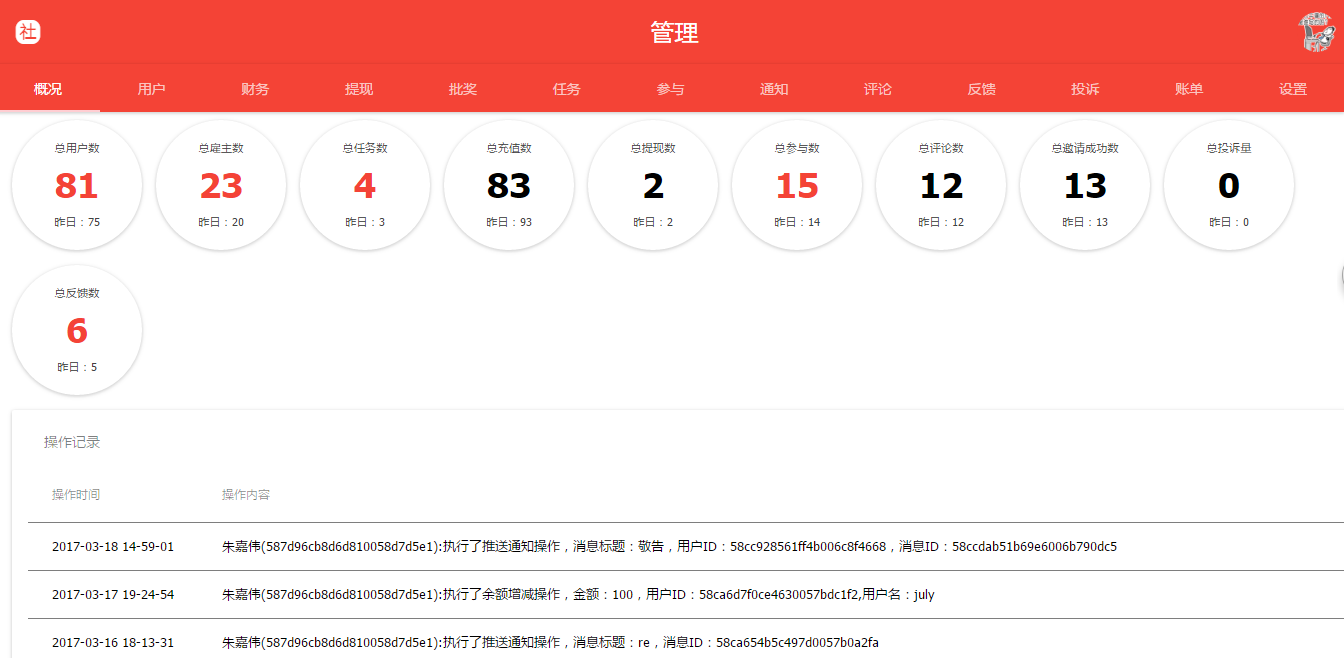 社
管理
概况 用户 财务 提现 批奖 任务 参与 通知 评论 反馈 投诉 账单 设置
总用户数 总雇主数 总任务数 总充值数 总提现数 总参与数 总评论数 总邀请成功数 总投诉量
81 23 4 83 2 15 12 13 0
昨日：75 昨日：20 昨日：3 昨日：93 昨日：2 昨日：14 昨日：12 昨日：13 昨日：0
总反馈数
6
昨日：5
操作记录
操作时间 操作内容
2017-03-18 14-59-01 朱嘉伟(587d96cb8d6d810058d7d5e1):执行了推送通知操作，消息标题：敬告，用户ID：58cc928561ff4b006c8f4668，消息ID：58ccdab51b69e6006b790dc5
2017-03-17 19-24-54 朱嘉伟(587d96cb8d6d810058d7d5e1):执行了余额增减操作，金额：100，用户ID：58ca6d7f0ce4630057bdc1f2,用户名：july
2017-03-16 18-13-31 朱嘉伟(587d96cb8d6d810058d7d5e1):执行了推送通知操作，消息标题：re，消息ID：58ca654b5c497d0057b0a2fa